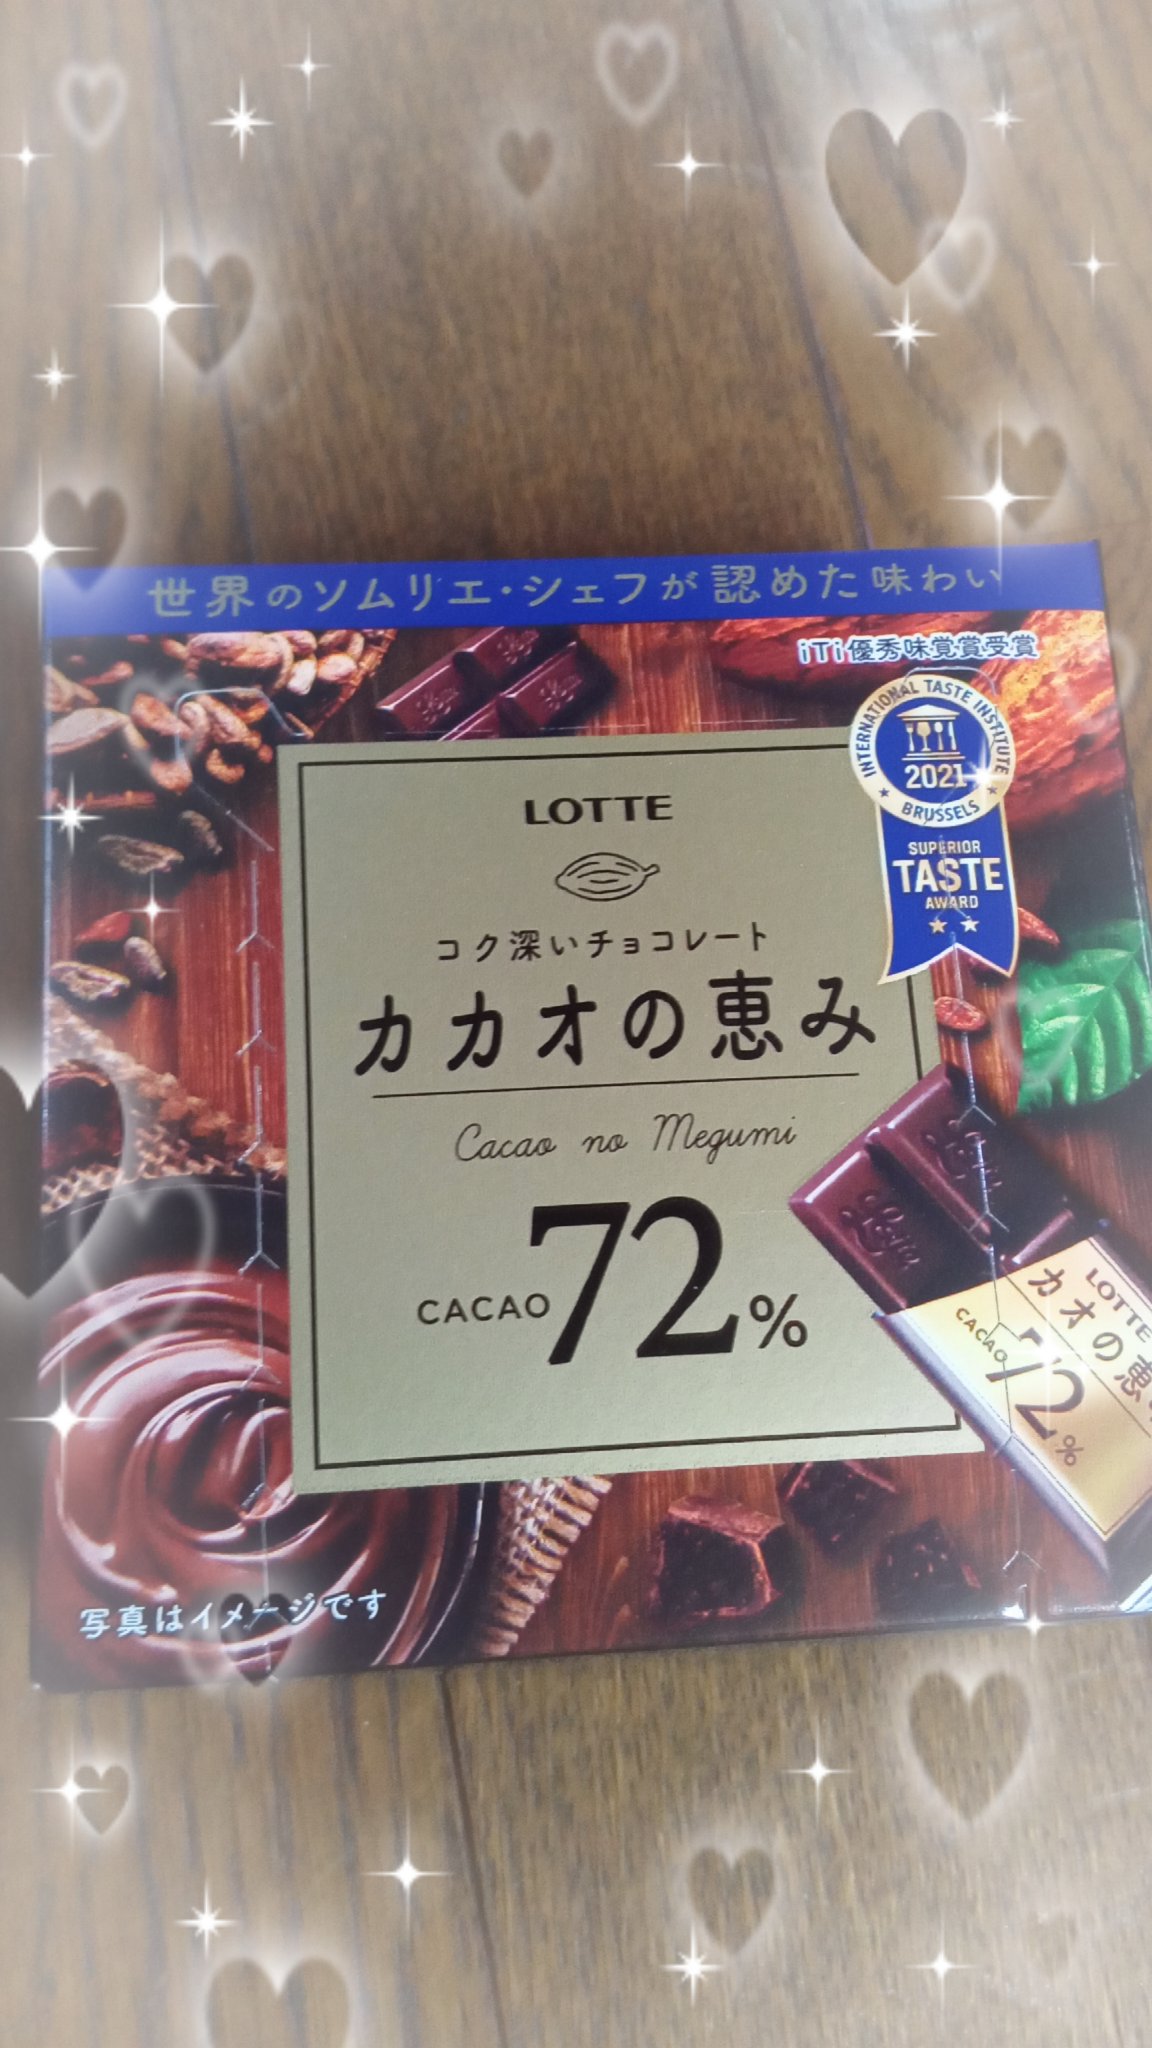 世界のソムリエ・シェフが認めた味わい
iTi優秀味覚賞受賞
INTERNATIONAL TASTE INSTITUTE
2021
BRUSSELS
SUPERIOR
TASTE
AWARD
LOTTE
コク深いチョコレート
カカオの恵み
Cacao no Megumi
CACAO 72%
LOTTE
カオの恵み
CACAO 72%
写真はイメージです